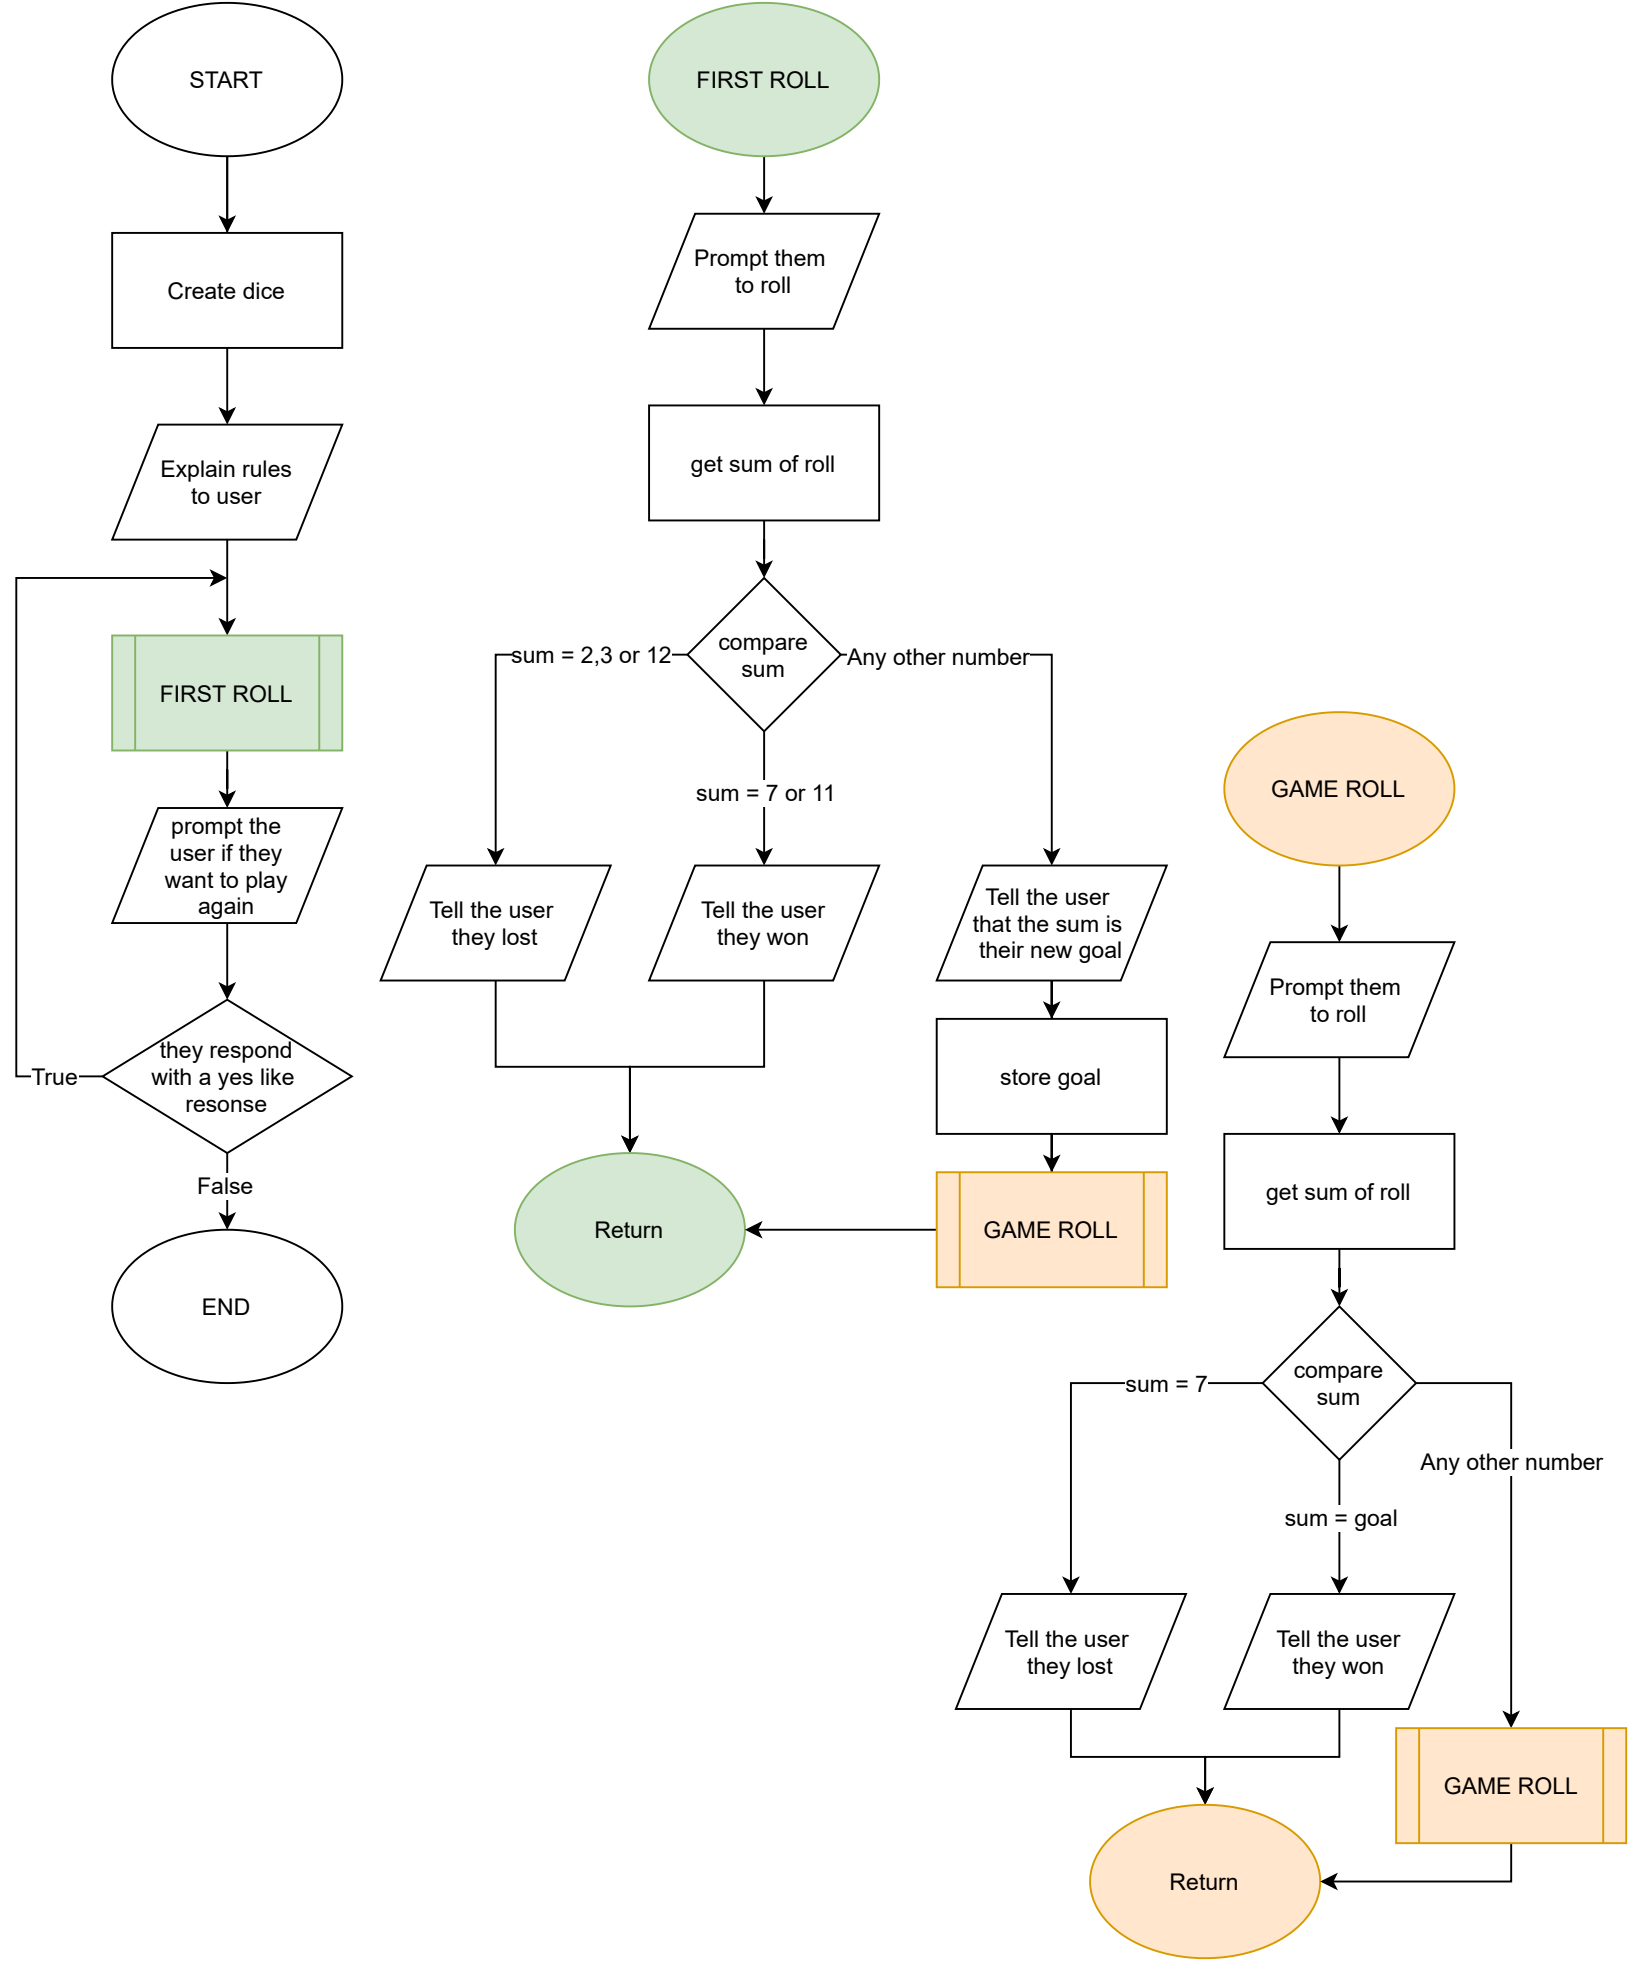 START
Create dice
Explain rules
to user
FIRST ROLL
prompt the
user if they
want to play
again
they respond
with a yes like
resonse
True
False
END
FIRST ROLL
Prompt them
to roll
get sum of roll
compare
sum
sum = 2,3 or 12
sum = 7 or 11
Any other number
Tell the user
they lost
Tell the user
they won
Tell the user
that the sum is
their new goal
store goal
GAME ROLL
Return
GAME ROLL
Prompt them
to roll
get sum of roll
compare
sum
sum = 7
sum = goal
Any other number
Tell the user
they lost
Tell the user
they won
GAME ROLL
Return